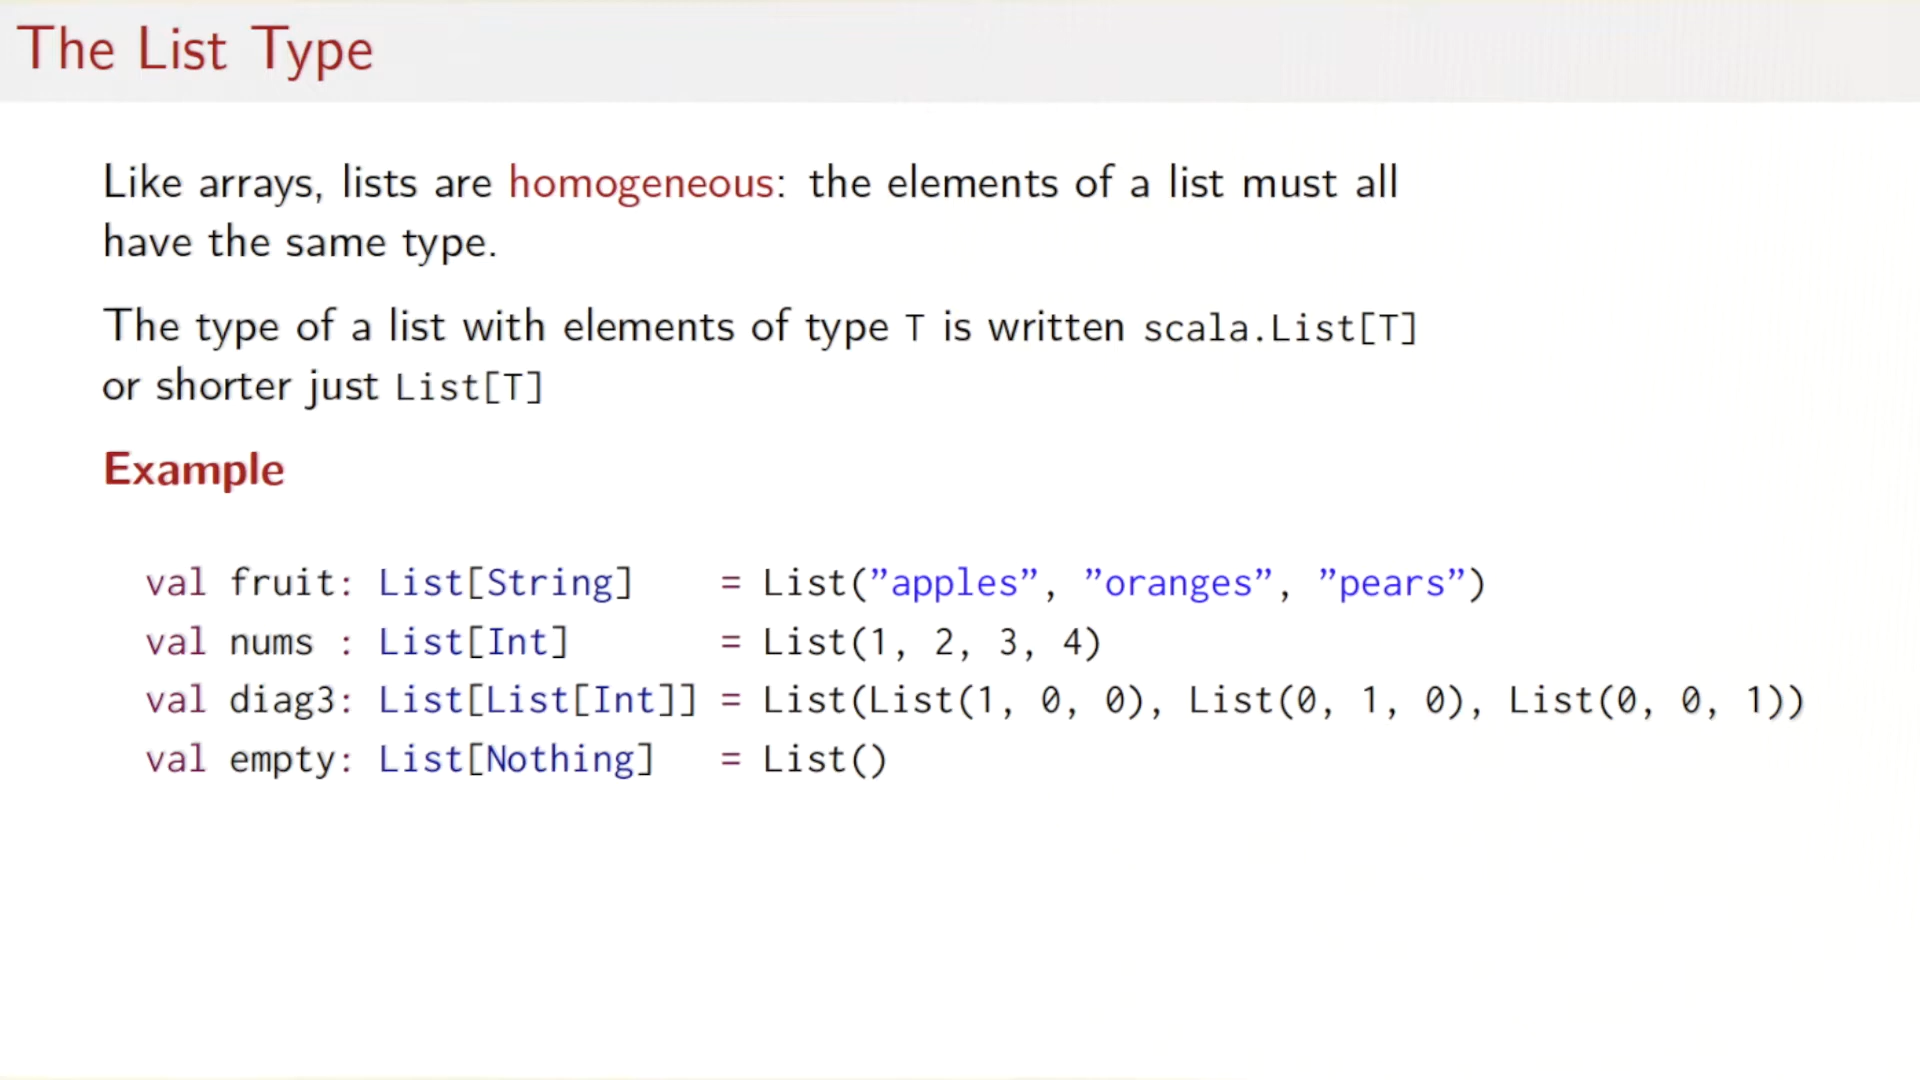 The List Type
Like arrays, lists are homogeneous: the elements of a list must all
have the same type.
The type of a list with elements of type T is written scala.List[T]
or shorter just List[T]
Example
val fruit: List[String]    = List(”apples”, ”oranges”, ”pears”)
val nums : List[Int]       = List(1, 2, 3, 4)
val diag3: List[List[Int]] = List(List(1, 0, 0), List(0, 1, 0), List(0, 0, 1))
val empty: List[Nothing]   = List()